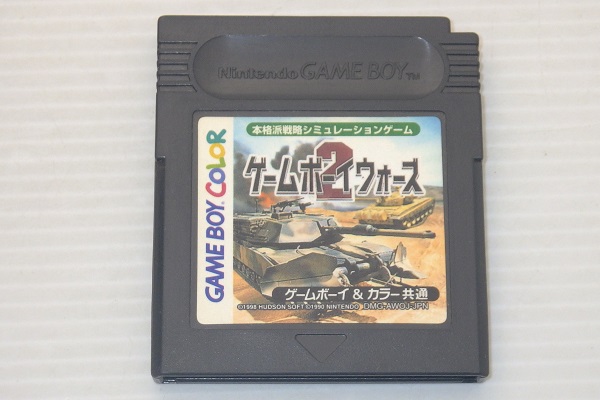 Nintendo GAME BOY™
本格派戦略シミュレーションゲーム
ゲームボーイウォーズ
2
GAME BOY COLOR
ゲームボーイ & カラー共通
©1998 HUDSON SOFT ©1990 NINTENDO DMG-AWOJ-JPN